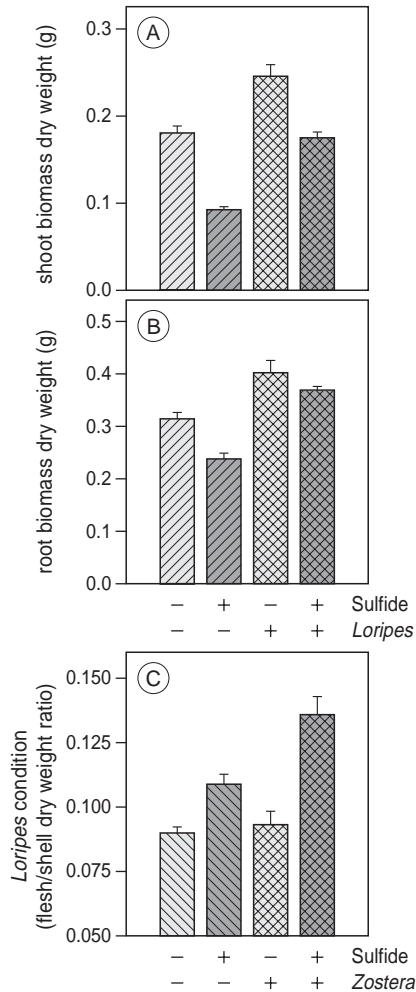 A
shoot biomass dry weight (g)
0.3
0.2
0.1
0.0
B
root biomass dry weight (g)
0.5
0.4
0.3
0.2
0.1
0.0
– + – + Sulfide
– – + + Loripes
C
Loripes condition
(flesh/shell dry weight ratio)
0.150
0.125
0.100
0.075
0.050
– + – + Sulfide
– – + + Zostera